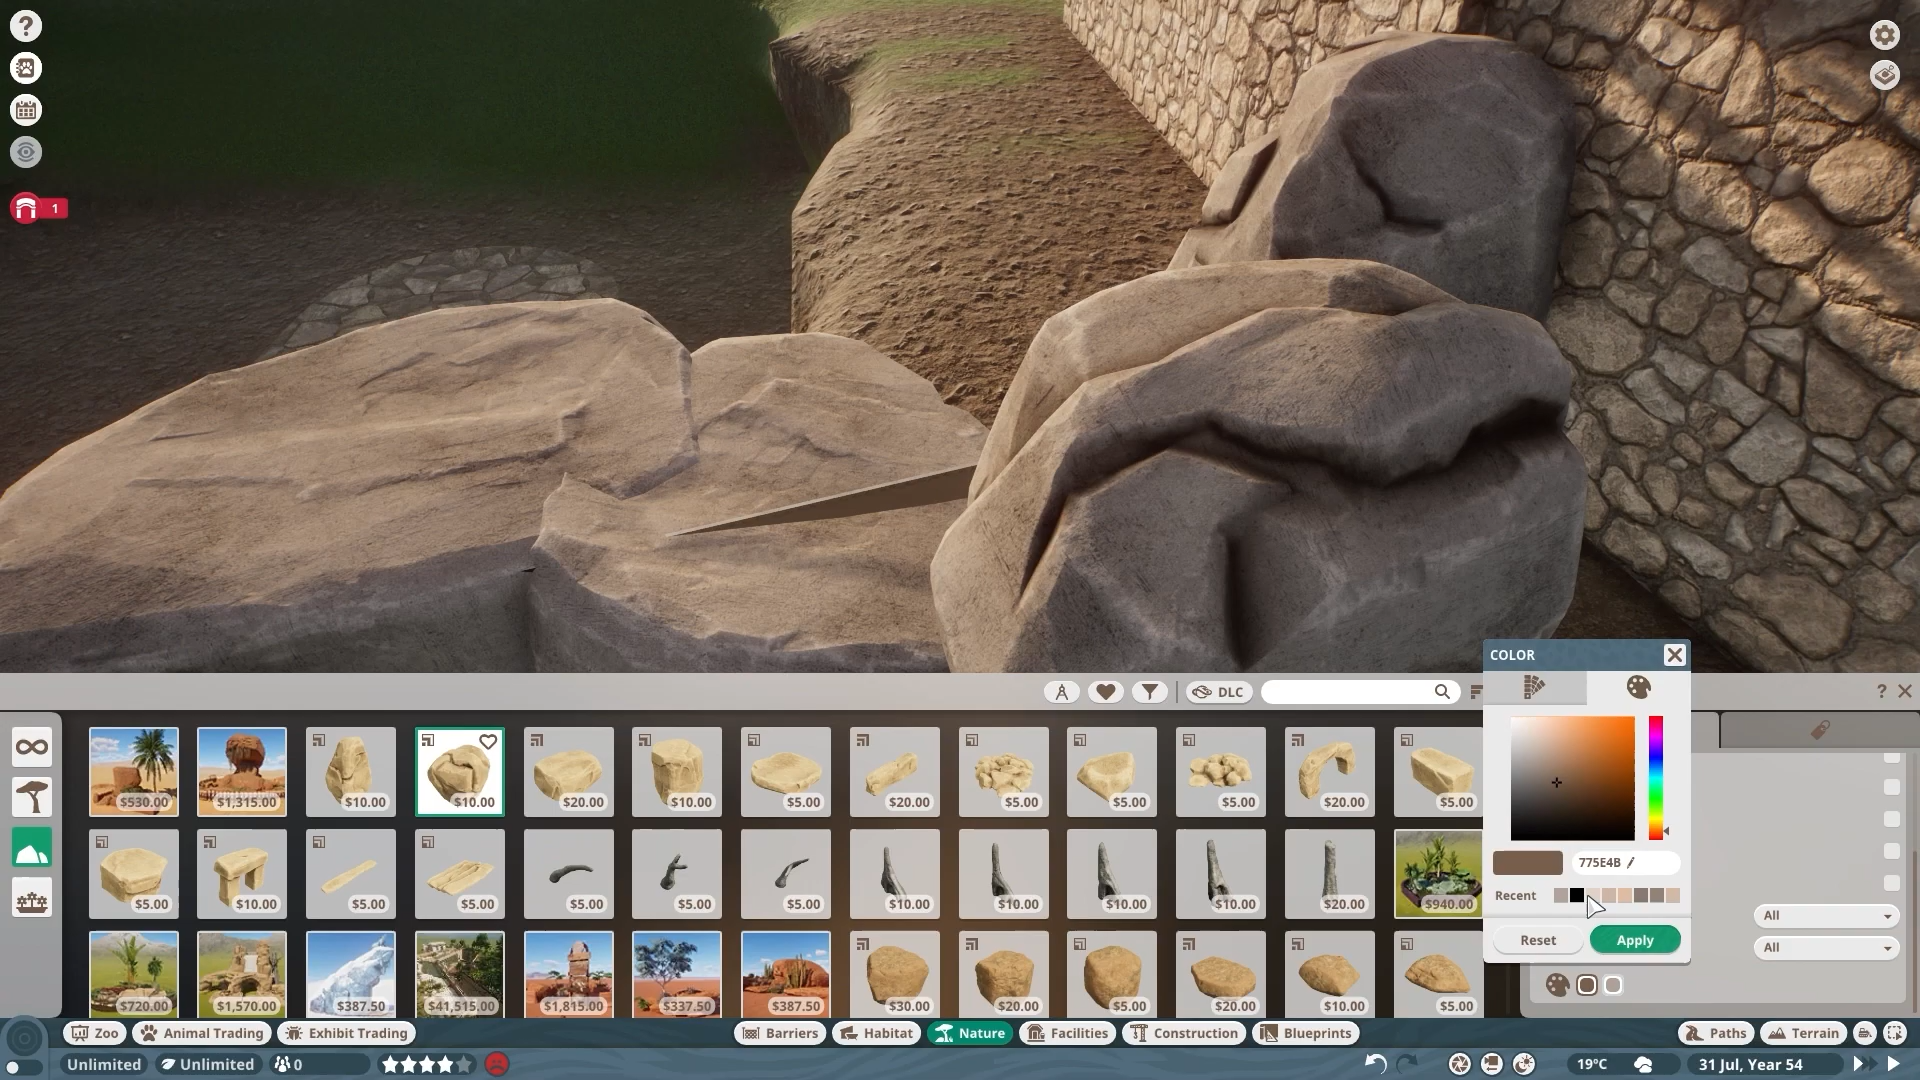 1
DLC
COLOR
775E4B
Recent
Reset
Apply
All
All
$530.00 $1,315.00 $10.00 $10.00 $20.00 $10.00 $5.00 $20.00 $5.00 $5.00 $5.00 $20.00 $5.00
$5.00 $10.00 $5.00 $5.00 $5.00 $5.00 $5.00 $10.00 $10.00 $10.00 $10.00 $20.00 $940.00
$720.00 $1,570.00 $387.50 $41,515.00 $1,815.00 $337.50 $387.50 $30.00 $20.00 $5.00 $20.00 $10.00 $5.00
Zoo Animal Trading Exhibit Trading Barriers Habitat Nature Facilities Construction Blueprints Paths Terrain
Unlimited Unlimited 0 19°C 31 Jul, Year 54